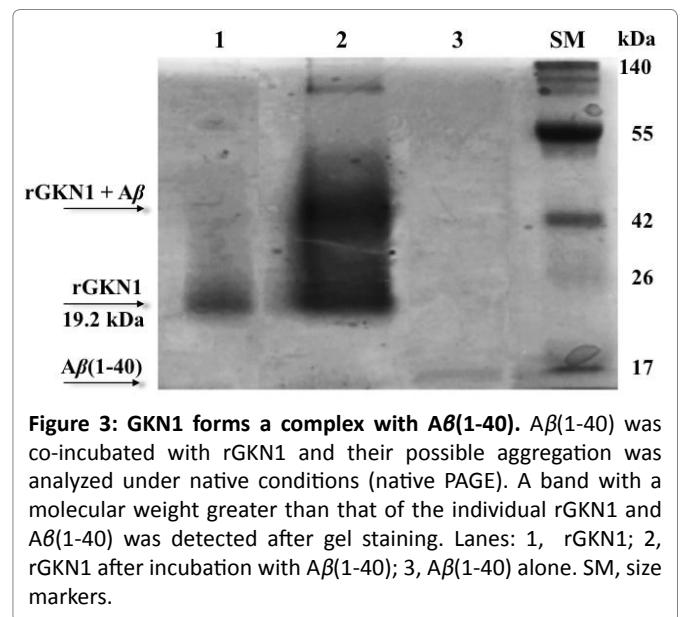 1 2 3 SM kDa
140
55
rGKN1 + Aβ
42
26
rGKN1
19.2 kDa
Aβ(1-40)
17
Figure 3: GKN1 forms a complex with Aβ(1-40). Aβ(1-40) was
co-incubated with rGKN1 and their possible aggregation was
analyzed under native conditions (native PAGE). A band with a
molecular weight greater than that of the individual rGKN1 and
Aβ(1-40) was detected after gel staining. Lanes: 1, rGKN1; 2,
rGKN1 after incubation with Aβ(1-40); 3, Aβ(1-40) alone. SM, size
markers.